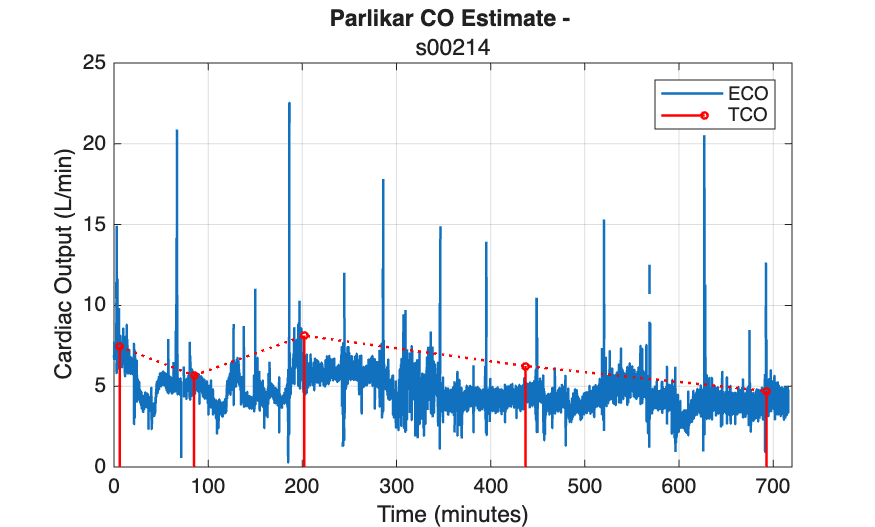 Parlikar CO Estimate -
s00214
25
20
15
10
5
0
Cardiac Output (L/min)
ECO
TCO
0 100 200 300 400 500 600 700
Time (minutes)